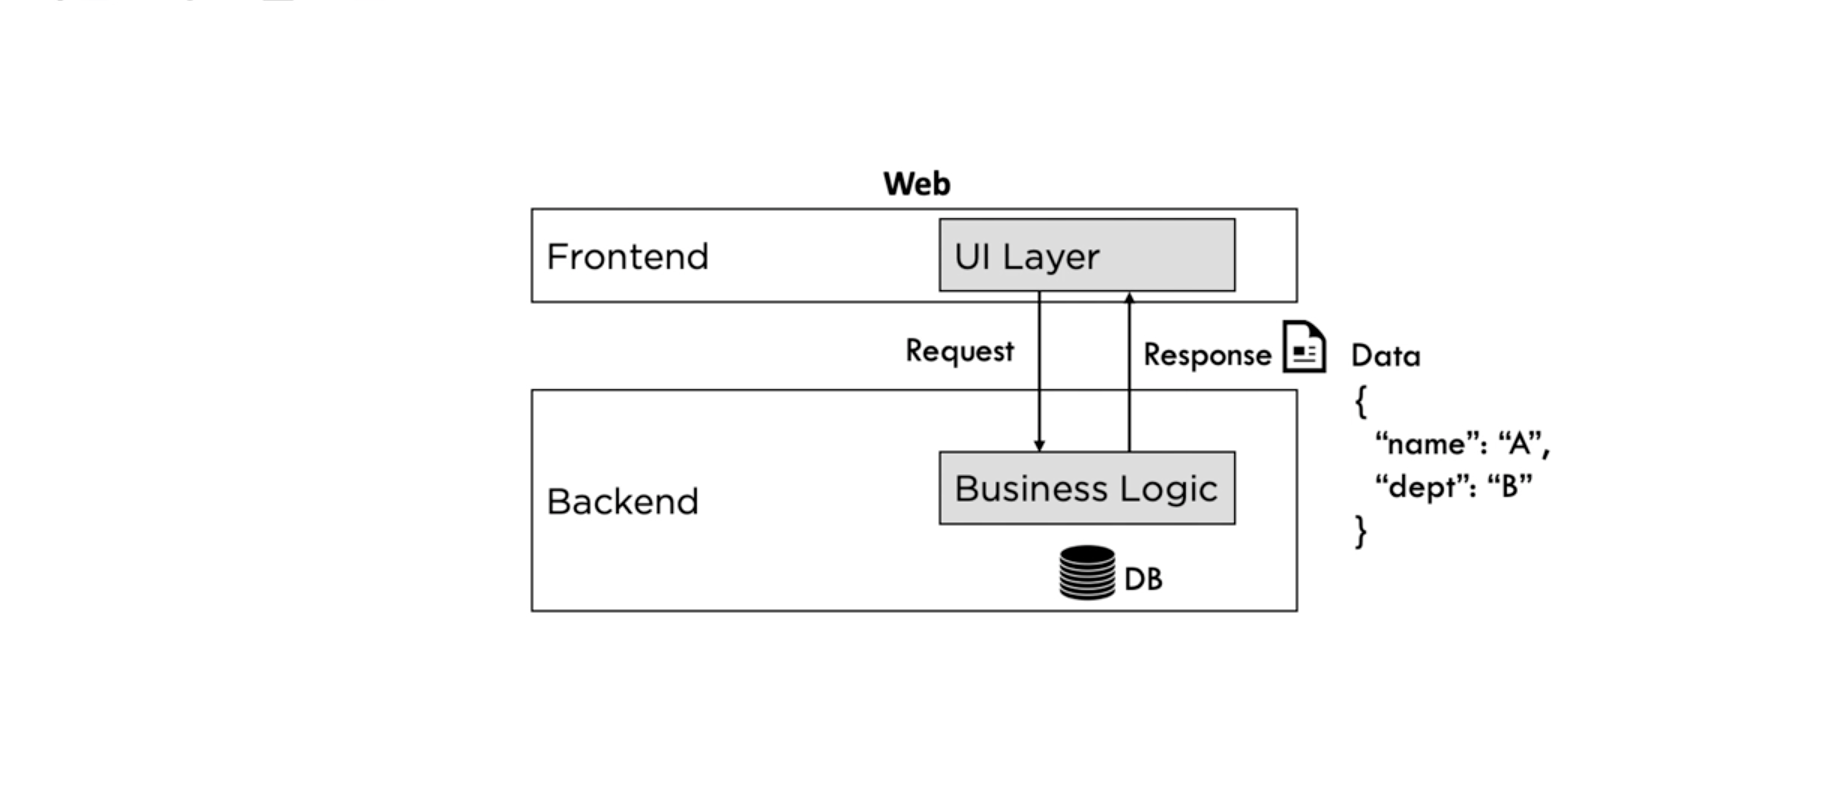 Web
Frontend
UI Layer
Request
Response
Data
{
“name”: “A”,
“dept”: “B”
}
Backend
Business Logic
DB